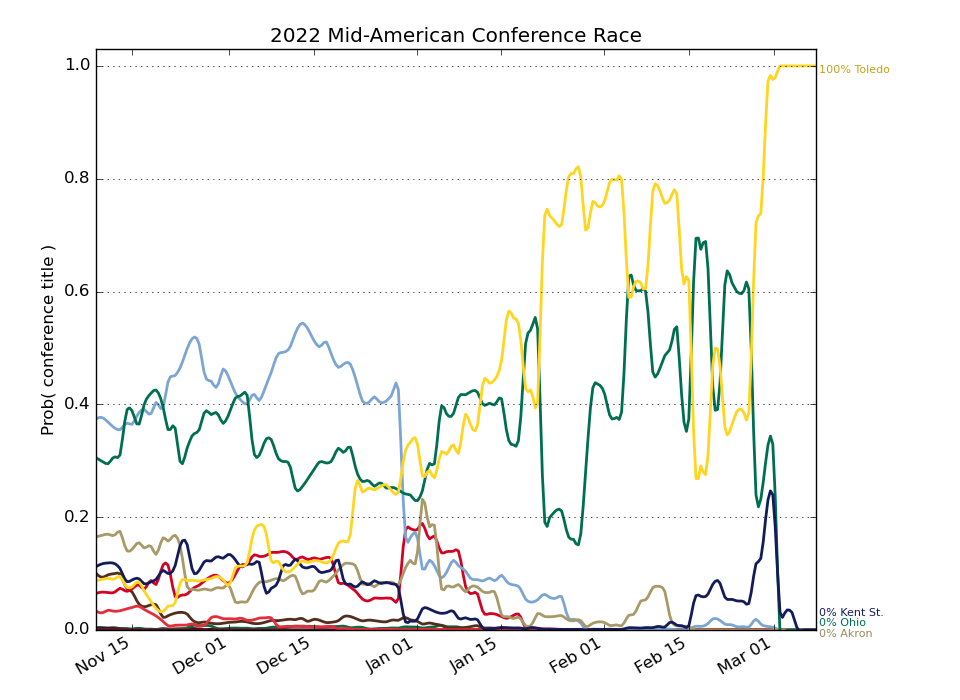 2022 Mid-American Conference Race
Prob( conference title )
1.0
0.8
0.6
0.4
0.2
0.0
100% Toledo
0% Kent St.
0% Ohio
0% Akron
Nov 15
Dec 01
Dec 15
Jan 01
Jan 15
Feb 01
Feb 15
Mar 01